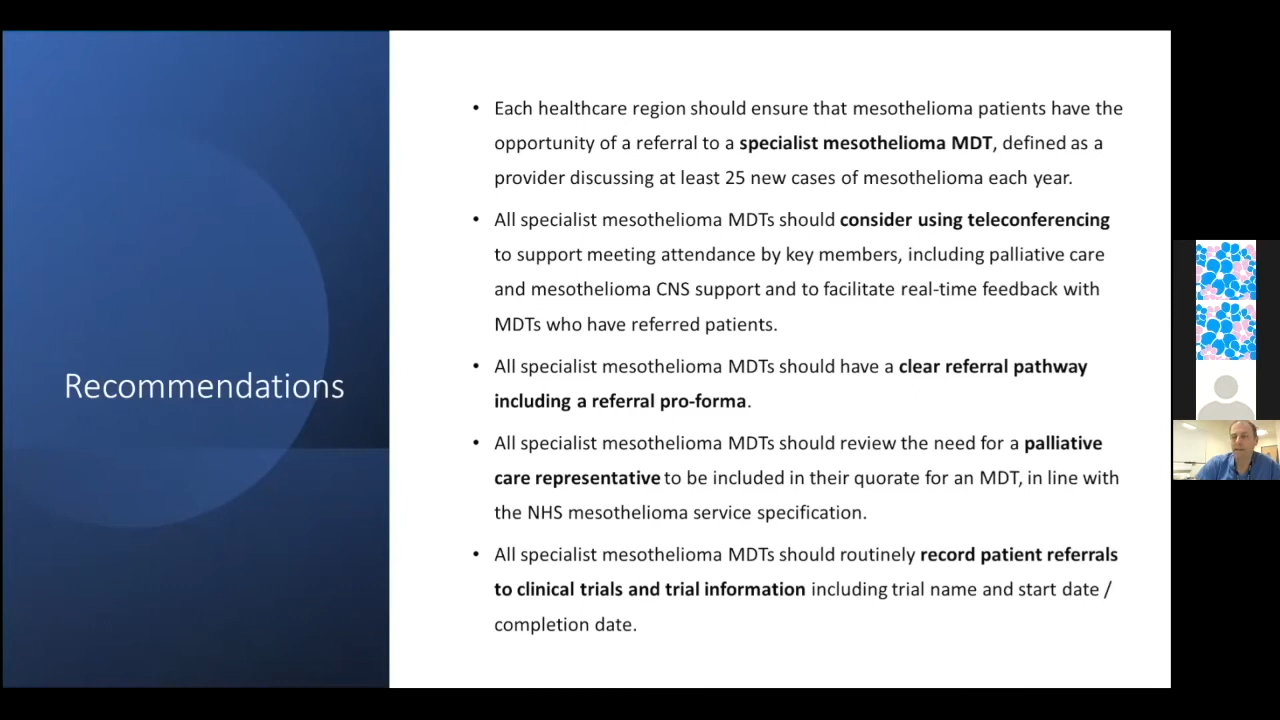 Recommendations
• Each healthcare region should ensure that mesothelioma patients have the
opportunity of a referral to a specialist mesothelioma MDT, defined as a
provider discussing at least 25 new cases of mesothelioma each year.
• All specialist mesothelioma MDTs should consider using teleconferencing
to support meeting attendance by key members, including palliative care
and mesothelioma CNS support and to facilitate real-time feedback with
MDTs who have referred patients.
• All specialist mesothelioma MDTs should have a clear referral pathway
including a referral pro-forma.
• All specialist mesothelioma MDTs should review the need for a palliative
care representative to be included in their quorate for an MDT, in line with
the NHS mesothelioma service specification.
• All specialist mesothelioma MDTs should routinely record patient referrals
to clinical trials and trial information including trial name and start date /
completion date.